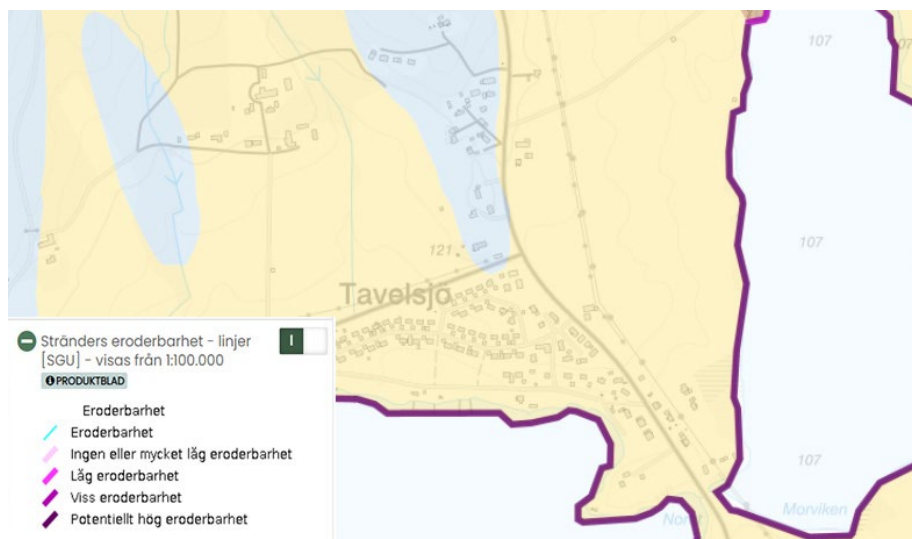 107
107
107
121
Tavelsjö
107
Morviken
Stränders eroderbarhet - linjer
[SGU] - visas från 1:100.000
PRODUKTBLAD
Eroderbarhet
Eroderbarhet
Ingen eller mycket låg eroderbarhet
Låg eroderbarhet
Viss eroderbarhet
Potentiellt hög eroderbarhet